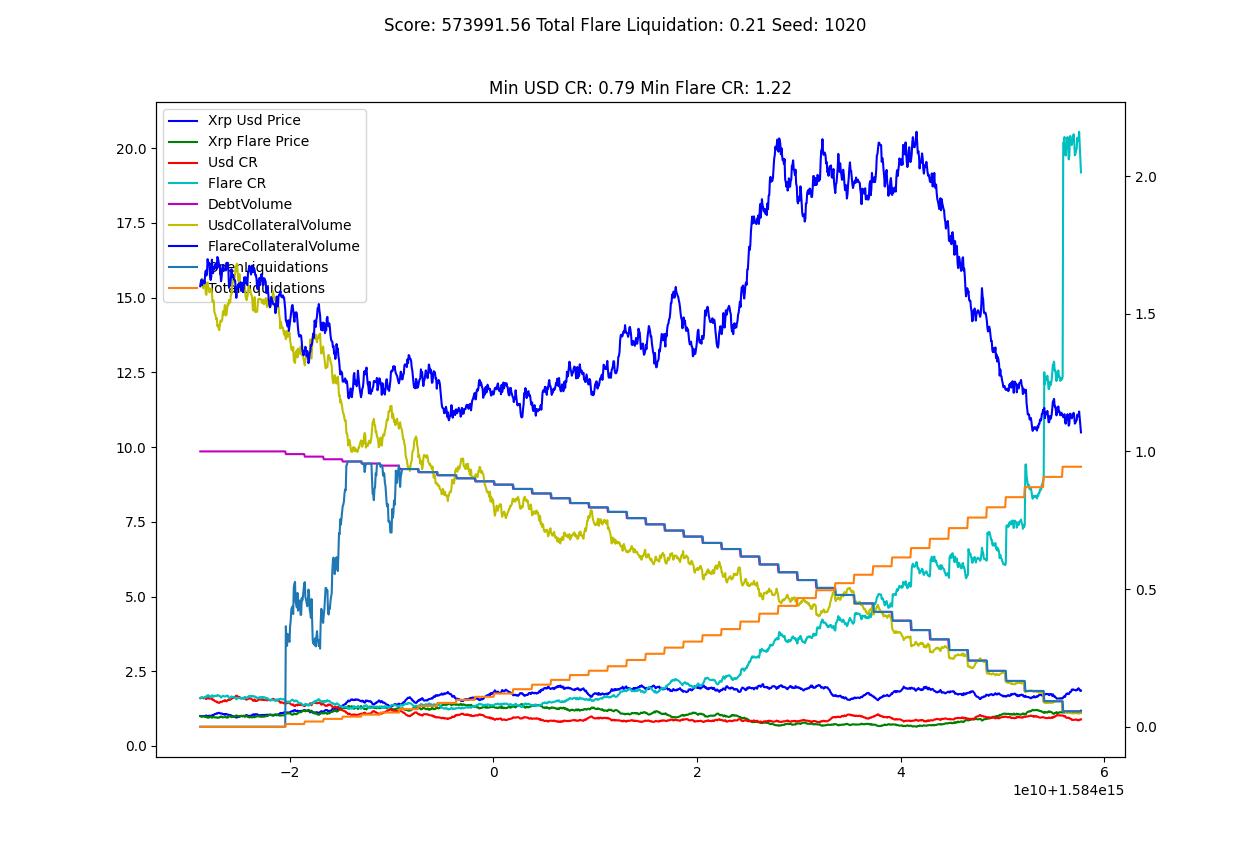 Score: 573991.56 Total Flare Liquidation: 0.21 Seed: 1020
Min USD CR: 0.79 Min Flare CR: 1.22
Xrp Usd Price
Xrp Flare Price
Usd CR
Flare CR
DebtVolume
UsdCollateralVolume
FlareCollateralVolume
20.0
17.5
15.0
12.5
10.0
7.5
5.0
2.5
0.0
2.0
1.5
1.0
0.5
0.0
−2
0
2
4
6
1e10+1.584e15